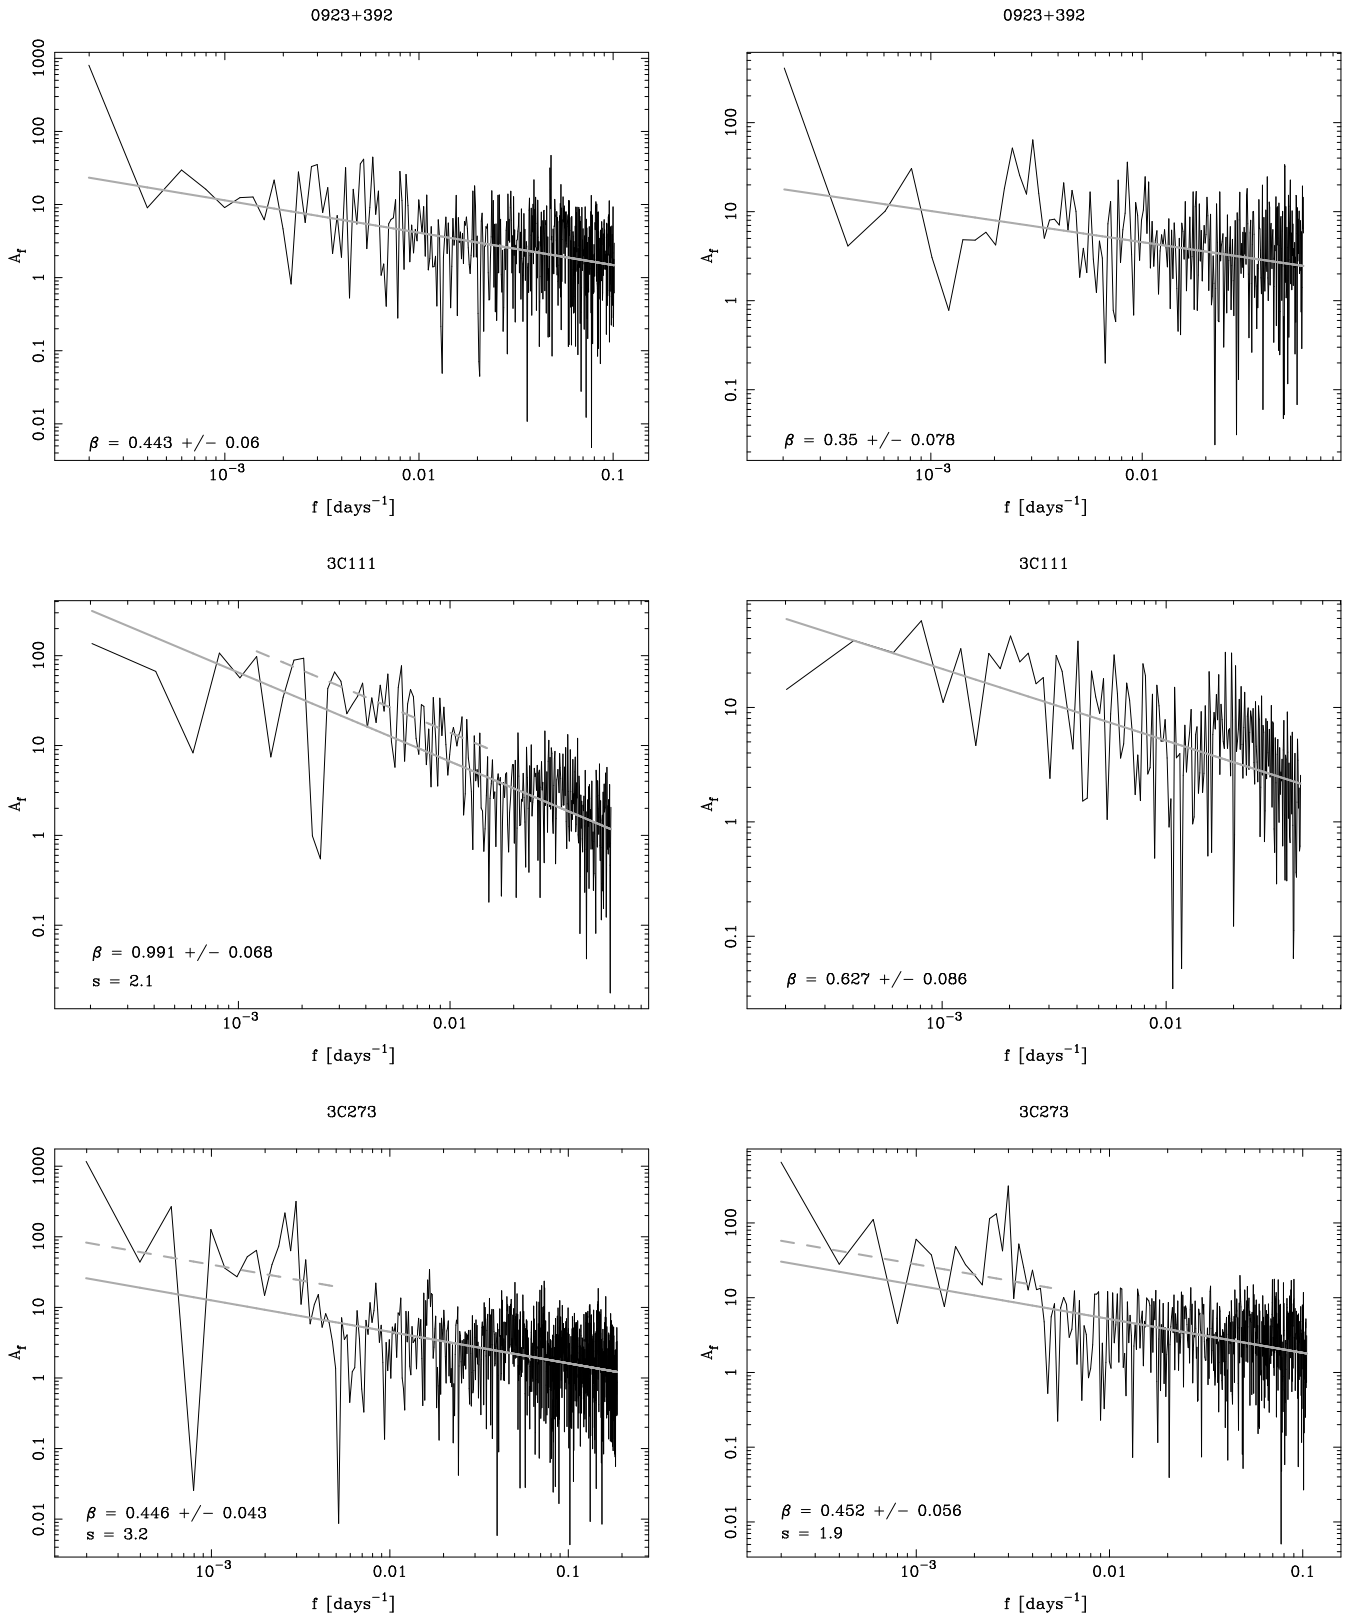 0923+392
0923+392
1000
100
10
1
0.1
0.01
A_f
β = 0.443 +/− 0.06
10⁻³
0.01
0.1
f [days⁻¹]
100
10
1
0.1
A_f
β = 0.35 +/− 0.078
10⁻³
0.01
f [days⁻¹]
3C111
3C111
100
10
1
0.1
A_f
β = 0.991 +/− 0.068
s = 2.1
10⁻³
0.01
f [days⁻¹]
10
1
0.1
A_f
β = 0.627 +/− 0.086
10⁻³
0.01
f [days⁻¹]
3C273
3C273
1000
100
10
1
0.1
0.01
A_f
β = 0.446 +/− 0.043
s = 3.2
10⁻³
0.01
0.1
f [days⁻¹]
100
10
1
0.1
0.01
A_f
β = 0.452 +/− 0.056
s = 1.9
10⁻³
0.01
0.1
f [days⁻¹]